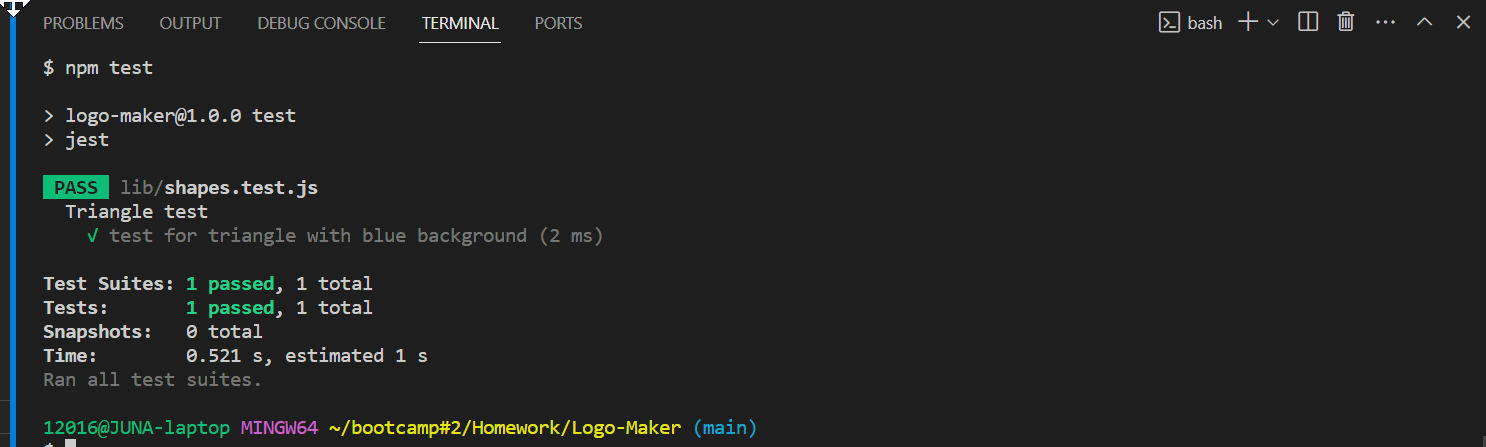 PROBLEMS OUTPUT DEBUG CONSOLE TERMINAL PORTS bash
$ npm test
> logo-maker@1.0.0 test
> jest
PASS lib/shapes.test.js
Triangle test
√ test for triangle with blue background (2 ms)
Test Suites: 1 passed, 1 total
Tests: 1 passed, 1 total
Snapshots: 0 total
Time: 0.521 s, estimated 1 s
Ran all test suites.
12016@JUNA-laptop MINGW64 ~/bootcamp#2/Homework/Logo-Maker (main)
$